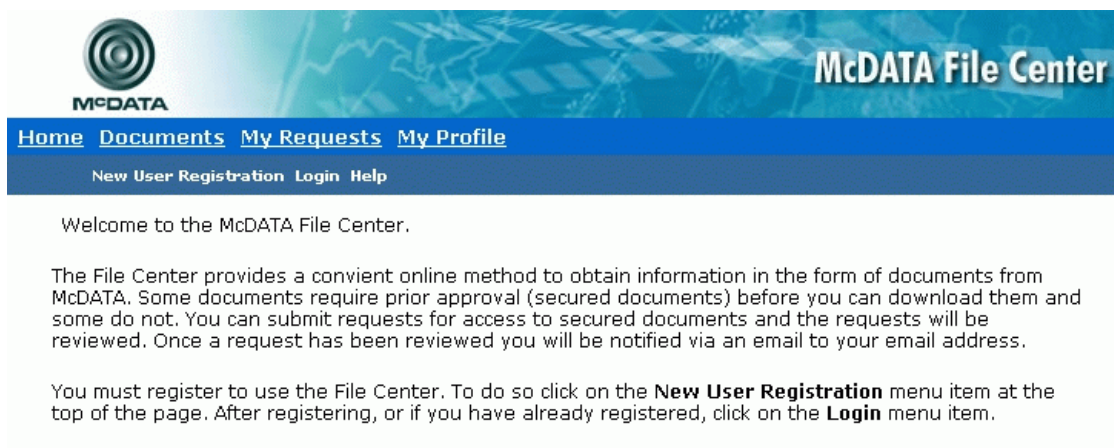 McDATA
McDATA File Center
Home Documents My Requests My Profile
New User Registration Login Help
Welcome to the McDATA File Center.
The File Center provides a convient online method to obtain information in the form of documents from
McDATA. Some documents require prior approval (secured documents) before you can download them and
some do not. You can submit requests for access to secured documents and the requests will be
reviewed. Once a request has been reviewed you will be notified via an email to your email address.
You must register to use the File Center. To do so click on the New User Registration menu item at the
top of the page. After registering, or if you have already registered, click on the Login menu item.